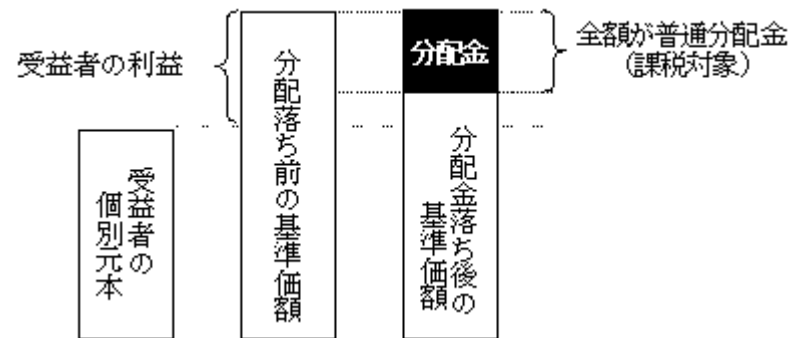 受益者の利益
受益者の
個別元本
分配落ち前の基準価額
分配金
分配金落ち後の
基準価額
全額が普通分配金
(課税対象)